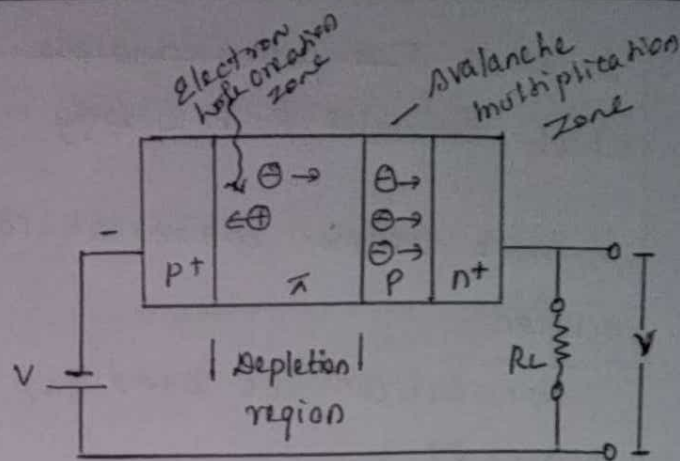 Electron
hole creation
zone
Avalanche
multiplication
zone
⊖→ ⊖→
←⊕ ⊖→
⊖→
-
p+ π P n+
V
| Depletion |
region
RL
V